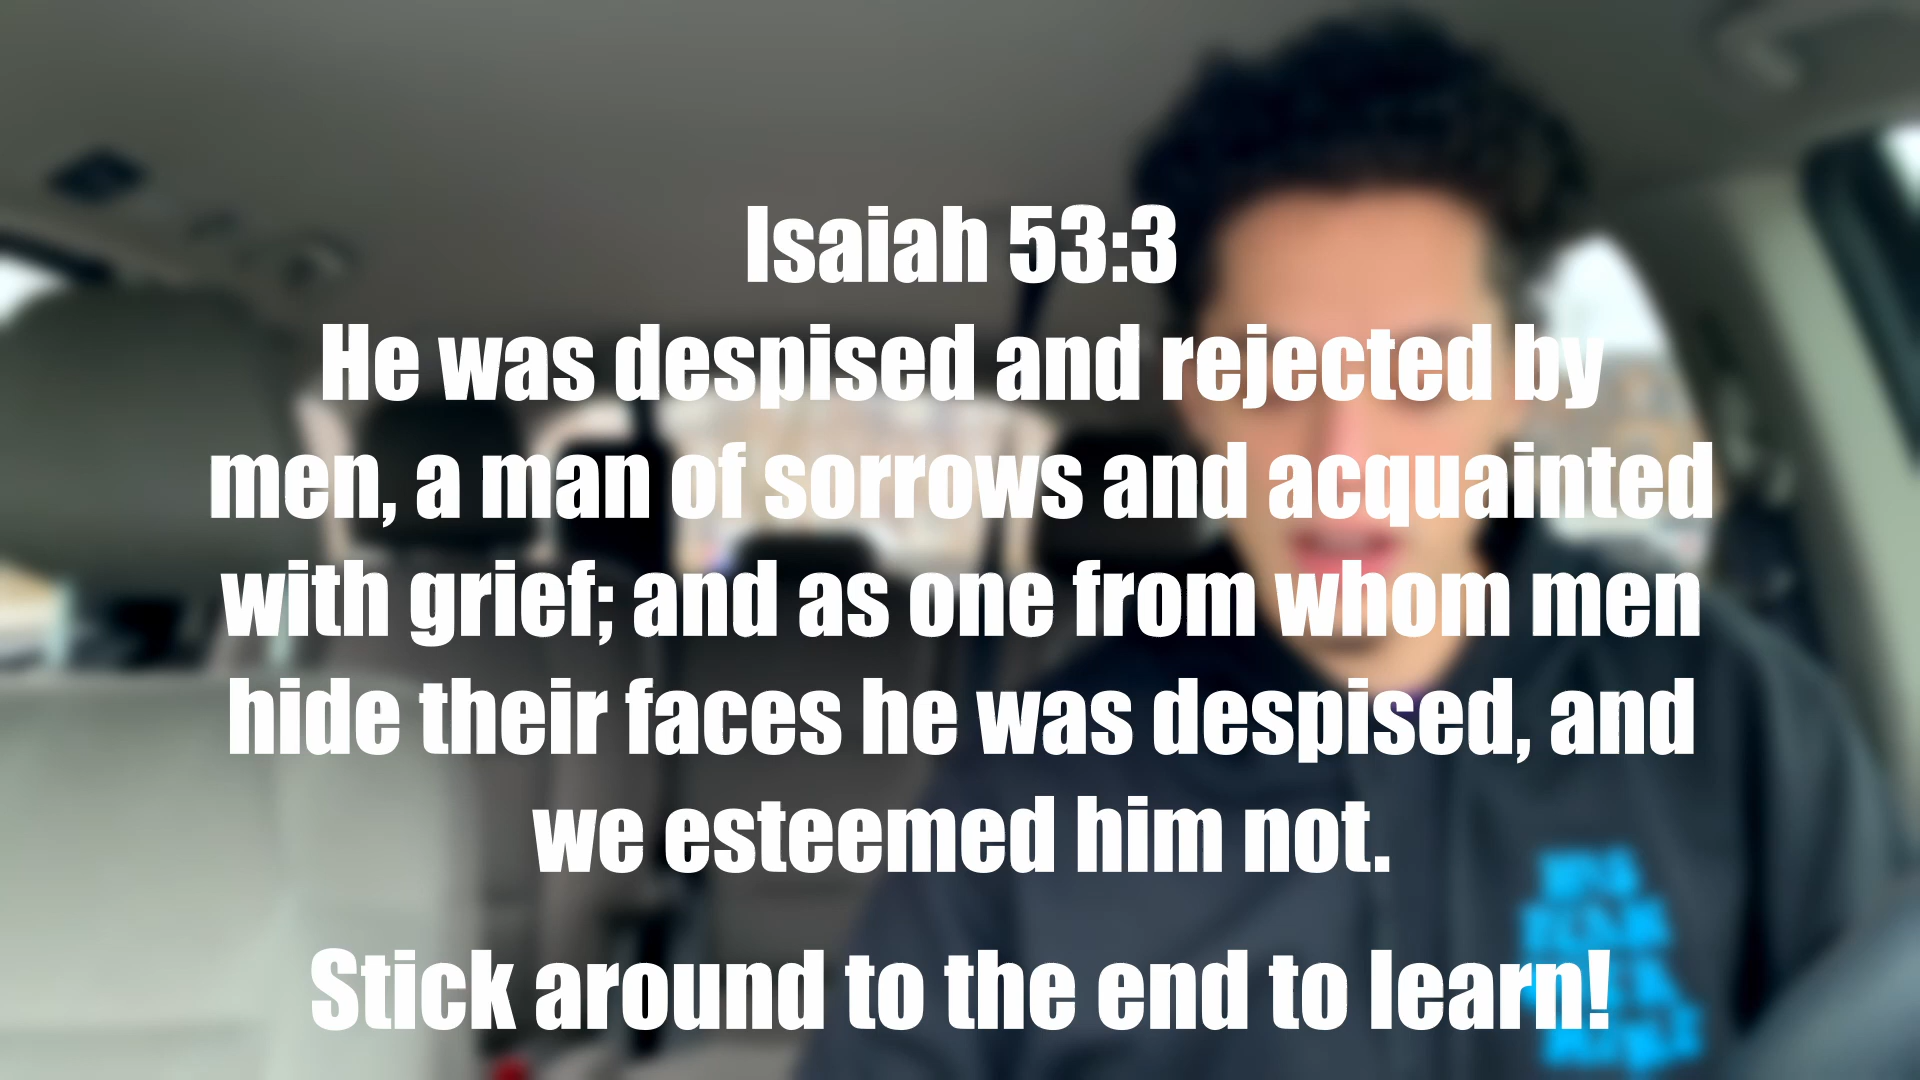 Isaiah 53:3
He was despised and rejected by
men, a man of sorrows and acquainted
with grief; and as one from whom men
hide their faces he was despised, and
we esteemed him not.
Stick around to the end to learn!